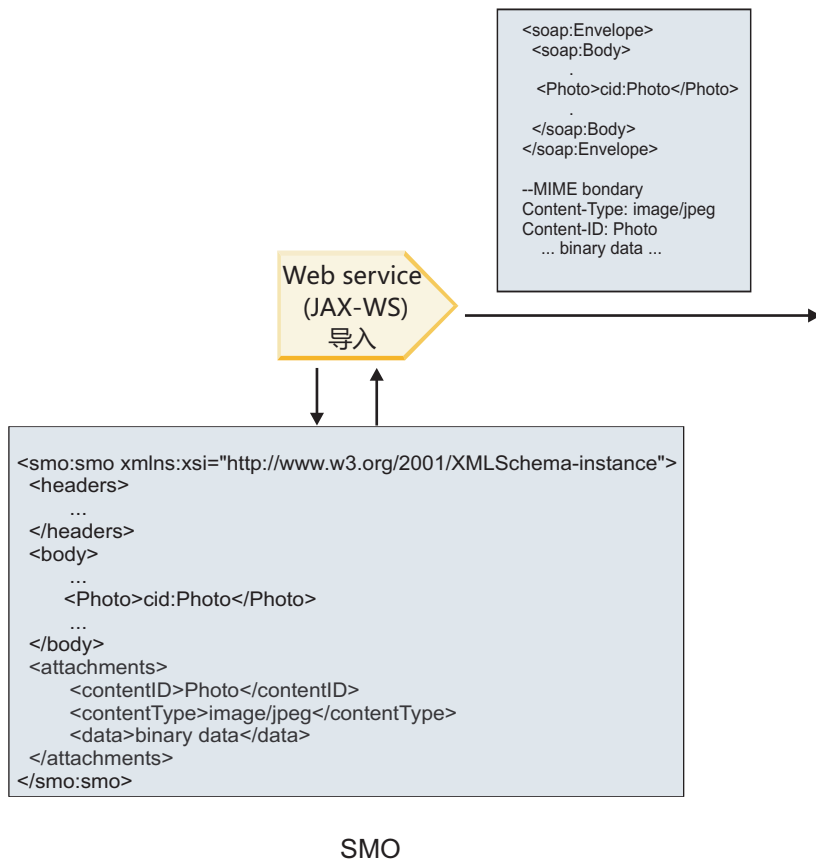 <soap:Envelope>
<soap:Body>
.
<Photo>cid:Photo</Photo>
.
</soap:Body>
</soap:Envelope>
--MIME bondary
Content-Type: image/jpeg
Content-ID: Photo
... binary data ...
Web service
(JAX-WS)
导入
<smo:smo xmlns:xsi="http://www.w3.org/2001/XMLSchema-instance">
<headers>
...
</headers>
<body>
...
<Photo>cid:Photo</Photo>
...
</body>
<attachments>
<contentID>Photo</contentID>
<contentType>image/jpeg</contentType>
<data>binary data</data>
</attachments>
</smo:smo>
SMO